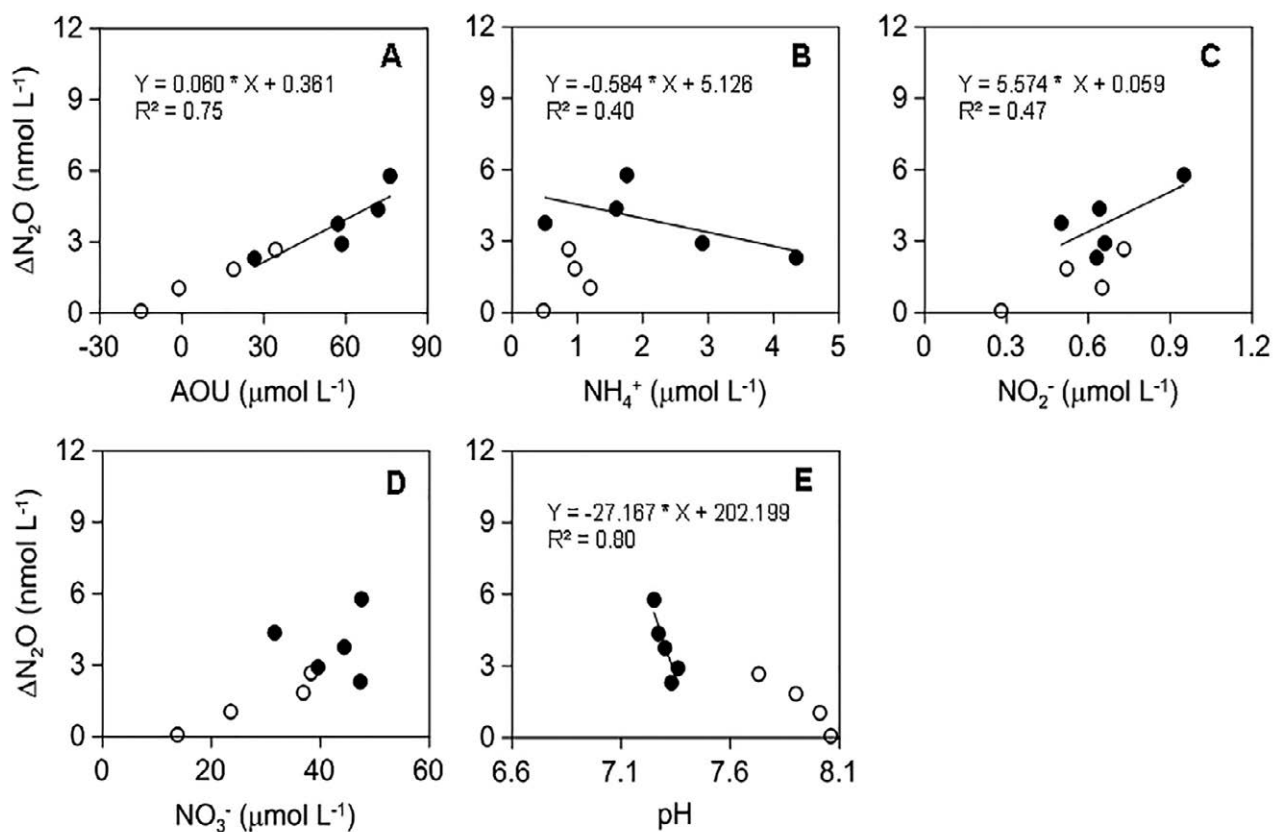 A
Y = 0.060 * X + 0.361
R² = 0.75
ΔN₂O (nmol L⁻¹)
12
9
6
3
0
-30 0 30 60 90
AOU (μmol L⁻¹)
B
Y = -0.584 * X + 5.126
R² = 0.40
12
9
6
3
0
0 1 2 3 4 5
NH₄⁺ (μmol L⁻¹)
C
Y = 5.574 * X + 0.059
R² = 0.47
12
9
6
3
0
0 0.3 0.6 0.9 1.2
NO₂⁻ (μmol L⁻¹)
D
ΔN₂O (nmol L⁻¹)
12
9
6
3
0
0 20 40 60
NO₃⁻ (μmol L⁻¹)
E
Y = -27.167 * X + 202.199
R² = 0.80
12
9
6
3
0
6.6 7.1 7.6 8.1
pH